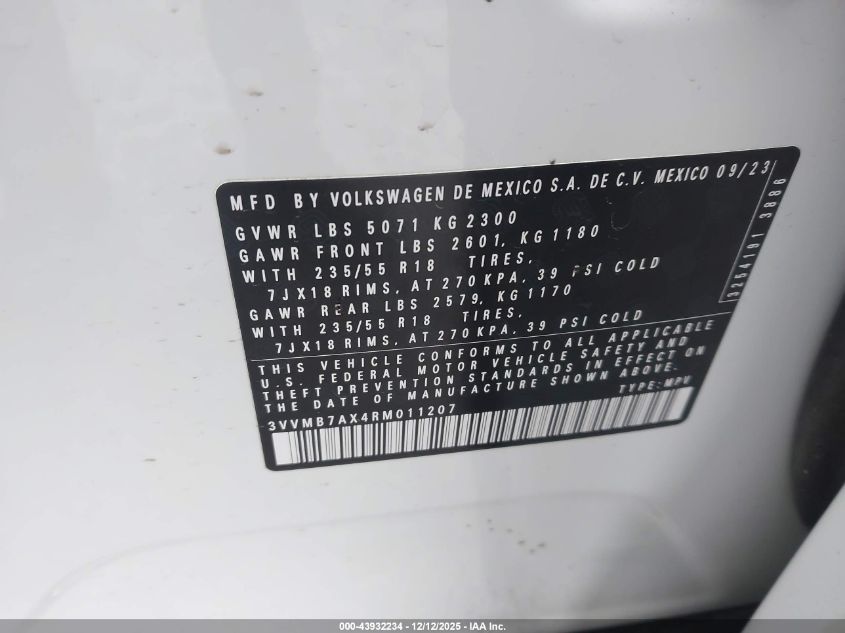 MFD BY VOLKSWAGEN DE MEXICO S.A. DE C.V. MEXICO 09/23
GVWR LBS 5071 KG 2300
GAWR FRONT LBS 2601, KG 1180
WITH 235/55 R18 TIRES,
7JX18 RIMS, AT 270 KPA, 39 PSI COLD
GAWR REAR LBS 2579, KG 1170
WITH 235/55 R18 TIRES,
7JX18 RIMS, AT 270 KPA, 39 PSI COLD
THIS VEHICLE CONFORMS TO ALL APPLICABLE
U.S. FEDERAL MOTOR VEHICLE SAFETY AND
THEFT PREVENTION STANDARDS IN EFFECT ON
THE DATE OF MANUFACTURE SHOWN ABOVE.
TYPE: MPV
3VVMB7AX4RM011207
3254191 3886
000-43932234 - 12/12/2025 - IAA Inc.